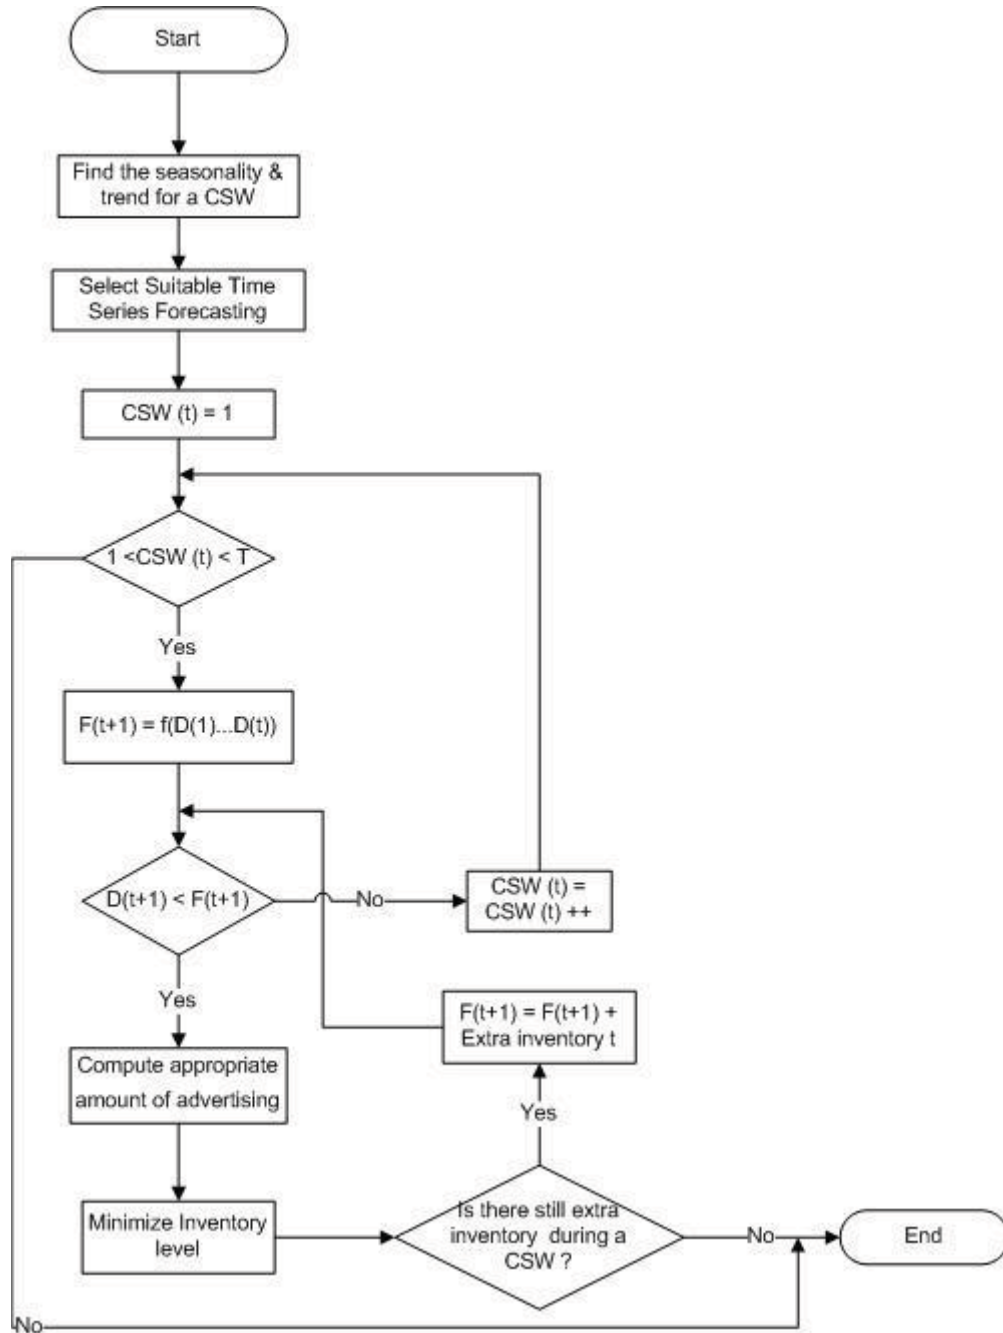 Start
Find the seasonality &
trend for a CSW
Select Suitable Time
Series Forecasting
CSW (t) = 1
1 <CSW (t) < T
Yes
F(t+1) = f(D(1)...D(t))
D(t+1) < F(t+1)
No
CSW (t) =
CSW (t) ++
Yes
F(t+1) = F(t+1) +
Extra inventory t
Compute appropriate
amount of advertising
Yes
Minimize Inventory
level
Is there still extra
inventory during a
CSW ?
No
End
No